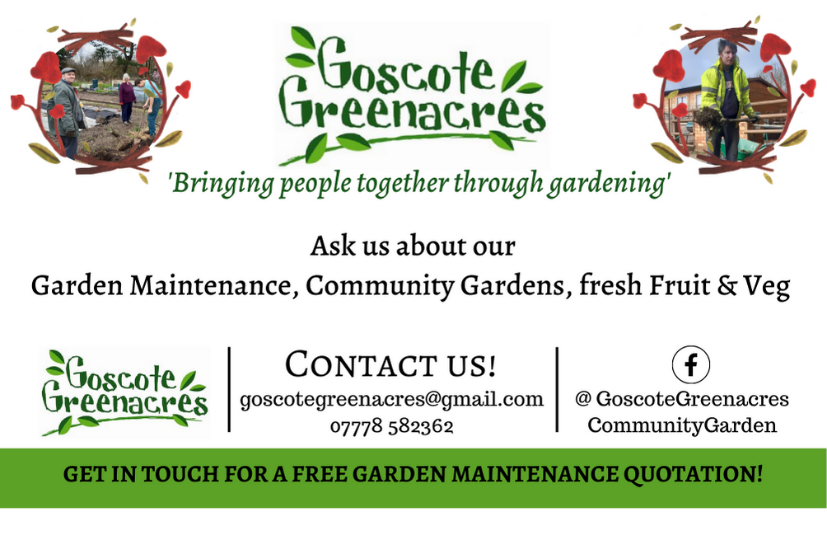 Goscote
Greenacres
'Bringing people together through gardening'
Ask us about our
Garden Maintenance, Community Gardens, fresh Fruit & Veg
Goscote
Greenacres
Contact us!
goscotegreenacres@gmail.com
07778 582362
@ GoscoteGreenacres
CommunityGarden
GET IN TOUCH FOR A FREE GARDEN MAINTENANCE QUOTATION!